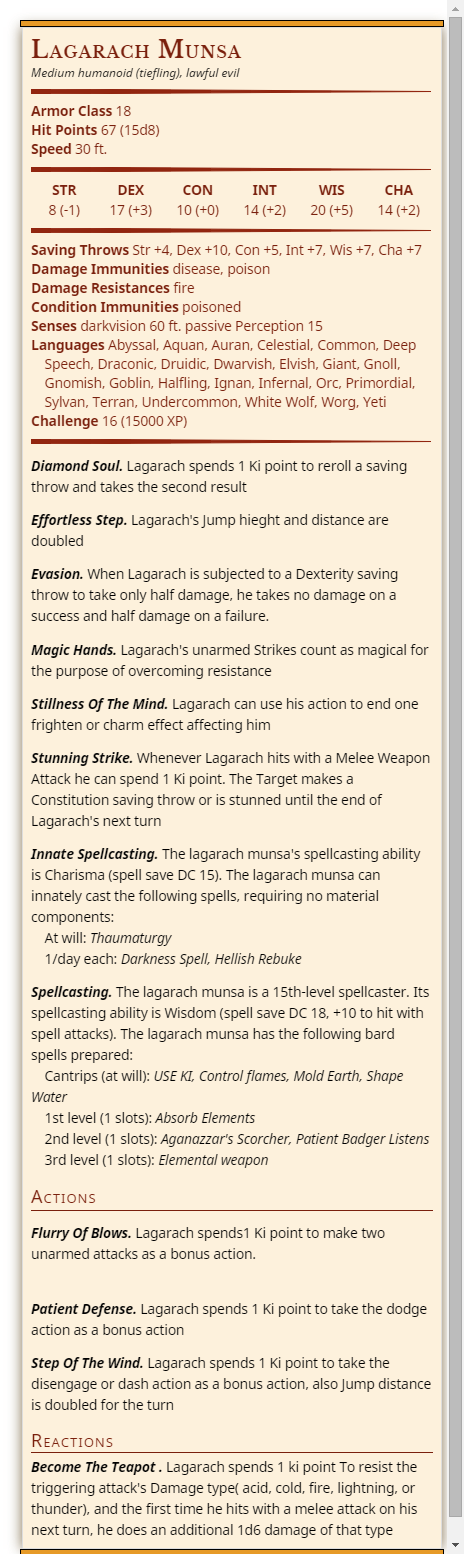 Lagarach Munsa
Medium humanoid (tiefling), lawful evil
Armor Class 18
Hit Points 67 (15d8)
Speed 30 ft.
STR DEX CON INT WIS CHA
8 (-1) 17 (+3) 10 (+0) 14 (+2) 20 (+5) 14 (+2)
Saving Throws Str +4, Dex +10, Con +5, Int +7, Wis +7, Cha +7
Damage Immunities disease, poison
Damage Resistances fire
Condition Immunities poisoned
Senses darkvision 60 ft. passive Perception 15
Languages Abyssal, Aquan, Auran, Celestial, Common, Deep
Speech, Draconic, Druidic, Dwarvish, Elvish, Giant, Gnoll,
Gnomish, Goblin, Halfling, Ignan, Infernal, Orc, Primordial,
Sylvan, Terran, Undercommon, White Wolf, Worg, Yeti
Challenge 16 (15000 XP)
Diamond Soul. Lagarach spends 1 Ki point to reroll a saving
throw and takes the second result
Effortless Step. Lagarach's Jump hieght and distance are
doubled
Evasion. When Lagarach is subjected to a Dexterity saving
throw to take only half damage, he takes no damage on a
success and half damage on a failure.
Magic Hands. Lagarach's unarmed Strikes count as magical for
the purpose of overcoming resistance
Stillness Of The Mind. Lagarach can use his action to end one
frighten or charm effect affecting him
Stunning Strike. Whenever Lagarach hits with a Melee Weapon
Attack he can spend 1 Ki point. The Target makes a
Constitution saving throw or is stunned until the end of
Lagarach's next turn
Innate Spellcasting. The lagarach munsa's spellcasting ability
is Charisma (spell save DC 15). The lagarach munsa can
innately cast the following spells, requiring no material
components:
At will: Thaumaturgy
1/day each: Darkness Spell, Hellish Rebuke
Spellcasting. The lagarach munsa is a 15th-level spellcaster. Its
spellcasting ability is Wisdom (spell save DC 18, +10 to hit with
spell attacks). The lagarach munsa has the following bard
spells prepared:
Cantrips (at will): USE KI, Control flames, Mold Earth, Shape
Water
1st level (1 slots): Absorb Elements
2nd level (1 slots): Aganazzar's Scorcher, Patient Badger Listens
3rd level (1 slots): Elemental weapon
Actions
Flurry Of Blows. Lagarach spends1 Ki point to make two
unarmed attacks as a bonus action.
Patient Defense. Lagarach spends 1 Ki point to take the dodge
action as a bonus action
Step Of The Wind. Lagarach spends 1 Ki point to take the
disengage or dash action as a bonus action, also Jump distance
is doubled for the turn
Reactions
Become The Teapot . Lagarach spends 1 ki point To resist the
triggering attack's Damage type( acid, cold, fire, lightning, or
thunder), and the first time he hits with a melee attack on his
next turn, he does an additional 1d6 damage of that type